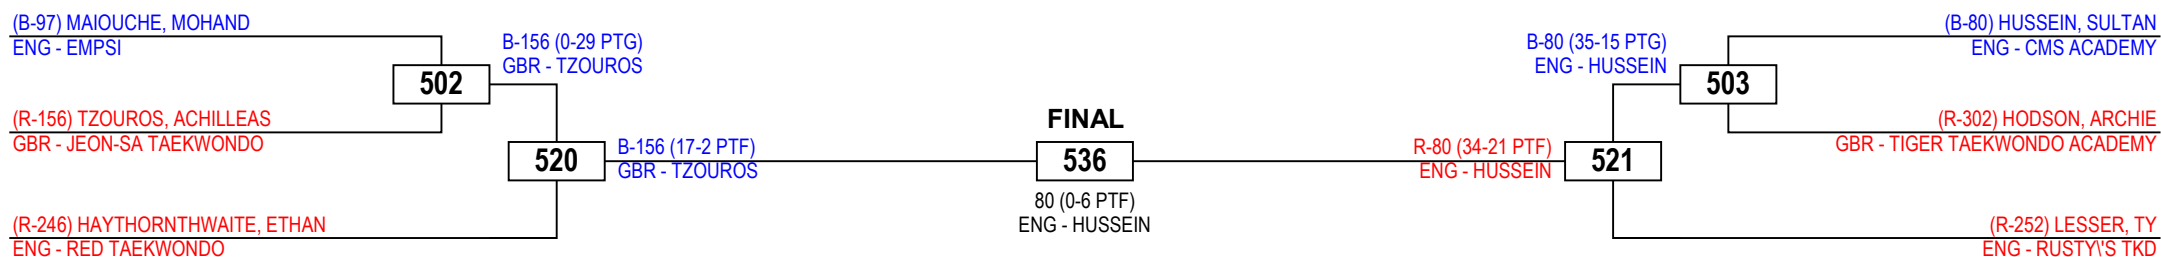 (B-97) MAIOUCHE, MOHAND
ENG - EMPSI
B-156 (0-29 PTG)
GBR - TZOUROS
502
(R-156) TZOUROS, ACHILLEAS
GBR - JEON-SA TAEKWONDO
520
B-156 (17-2 PTF)
GBR - TZOUROS
(R-246) HAYTHORNTHWAITE, ETHAN
ENG - RED TAEKWONDO
FINAL
536
80 (0-6 PTF)
ENG - HUSSEIN
(B-80) HUSSEIN, SULTAN
ENG - CMS ACADEMY
B-80 (35-15 PTG)
ENG - HUSSEIN
503
(R-302) HODSON, ARCHIE
GBR - TIGER TAEKWONDO ACADEMY
R-80 (34-21 PTF)
ENG - HUSSEIN
521
(R-252) LESSER, TY
ENG - RUSTY\'S TKD